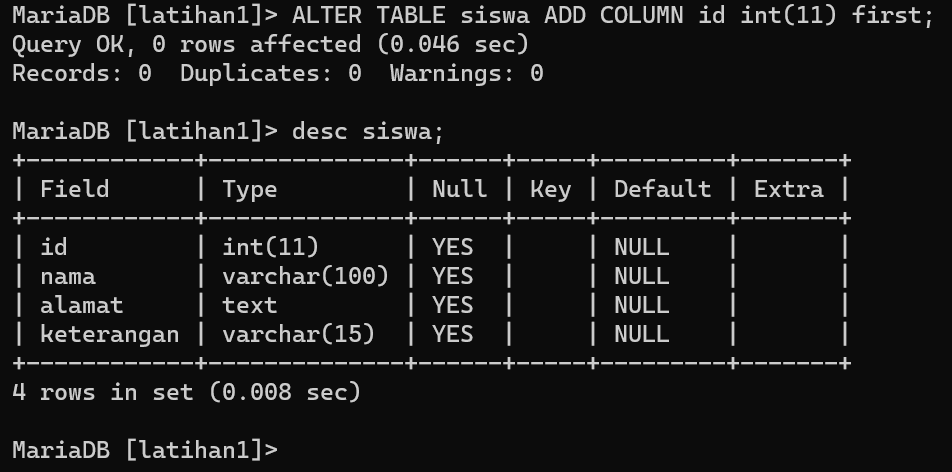 MariaDB [latihan1]> ALTER TABLE siswa ADD COLUMN id int(11) first;
Query OK, 0 rows affected (0.046 sec)
Records: 0  Duplicates: 0  Warnings: 0

MariaDB [latihan1]> desc siswa;
+------------+--------------+------+-----+---------+-------+
| Field      | Type         | Null | Key | Default | Extra |
+------------+--------------+------+-----+---------+-------+
| id         | int(11)      | YES  |     | NULL    |       |
| nama       | varchar(100) | YES  |     | NULL    |       |
| alamat     | text         | YES  |     | NULL    |       |
| keterangan | varchar(15)  | YES  |     | NULL    |       |
+------------+--------------+------+-----+---------+-------+
4 rows in set (0.008 sec)

MariaDB [latihan1]>